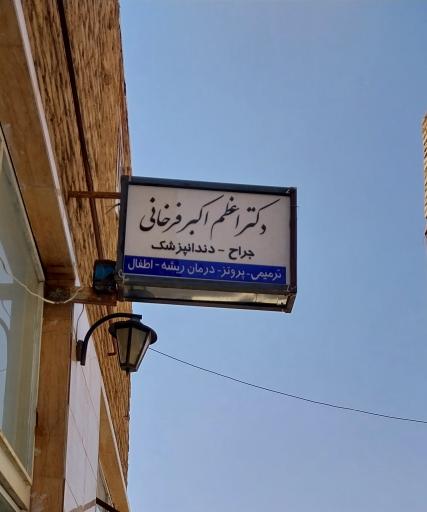 دکتر اعظم اکبر فرخانی
جراح - دندانپزشک
ترمیمی - پروتز - درمان ریشه - اطفال